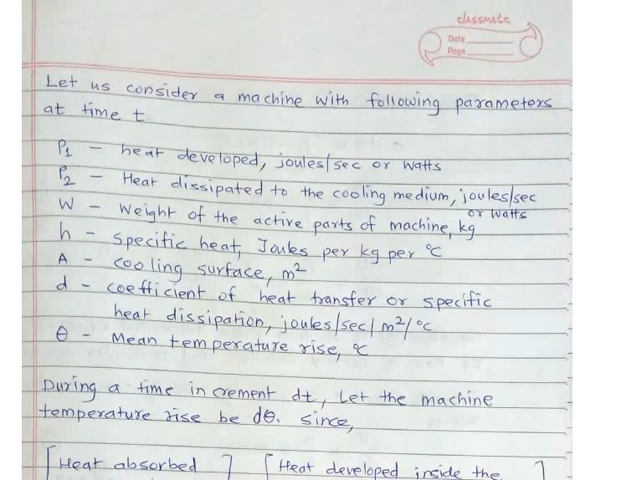 classmate
Date
Page
Let us consider a machine with following parameters
at time t
P1 - heat developed, joules/sec or watts
P2 - Heat dissipated to the cooling medium, joules/sec
or watts
W - Weight of the active parts of machine, kg
h - specific heat, Joules per kg per °C
A - cooling surface, m²
d - coefficient of heat transfer or specific
heat dissipation, joules/sec/m²/°C
θ - Mean temperature rise, °C
During a time increment dt, Let the machine
temperature rise be dθ. since,
[Heat absorbed ] [Heat developed inside the ]